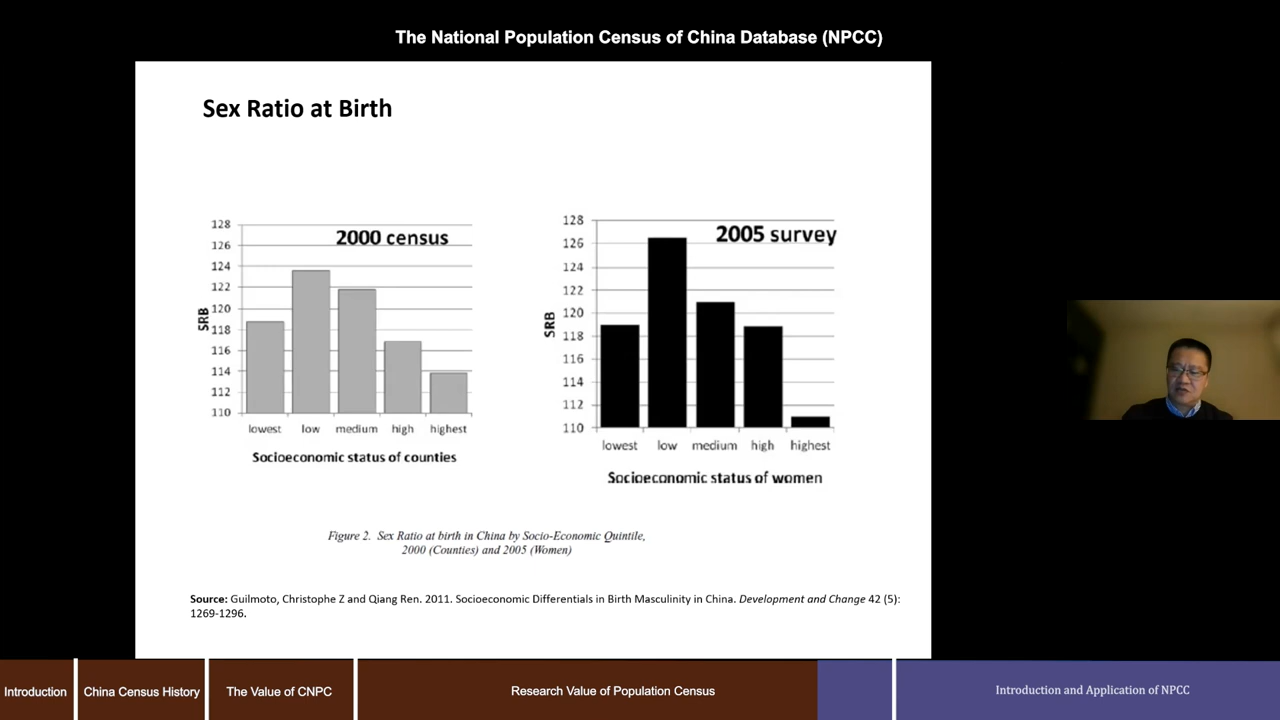 The National Population Census of China Database (NPCC)
Sex Ratio at Birth
128
126
124
122
120
118
116
114
112
110
SRB
2000 census
lowest low medium high highest
Socioeconomic status of counties
128
126
124
122
120
118
116
114
112
110
SRB
2005 survey
lowest low medium high highest
Socioeconomic status of women
Figure 2. Sex Ratio at birth in China by Socio-Economic Quintile,
2000 (Counties) and 2005 (Women)
Source: Guilmoto, Christophe Z and Qiang Ren. 2011. Socioeconomic Differentials in Birth Masculinity in China. Development and Change 42 (5):
1269-1296.
Introduction
China Census History
The Value of CNPC
Research Value of Population Census
Introduction and Application of NPCC